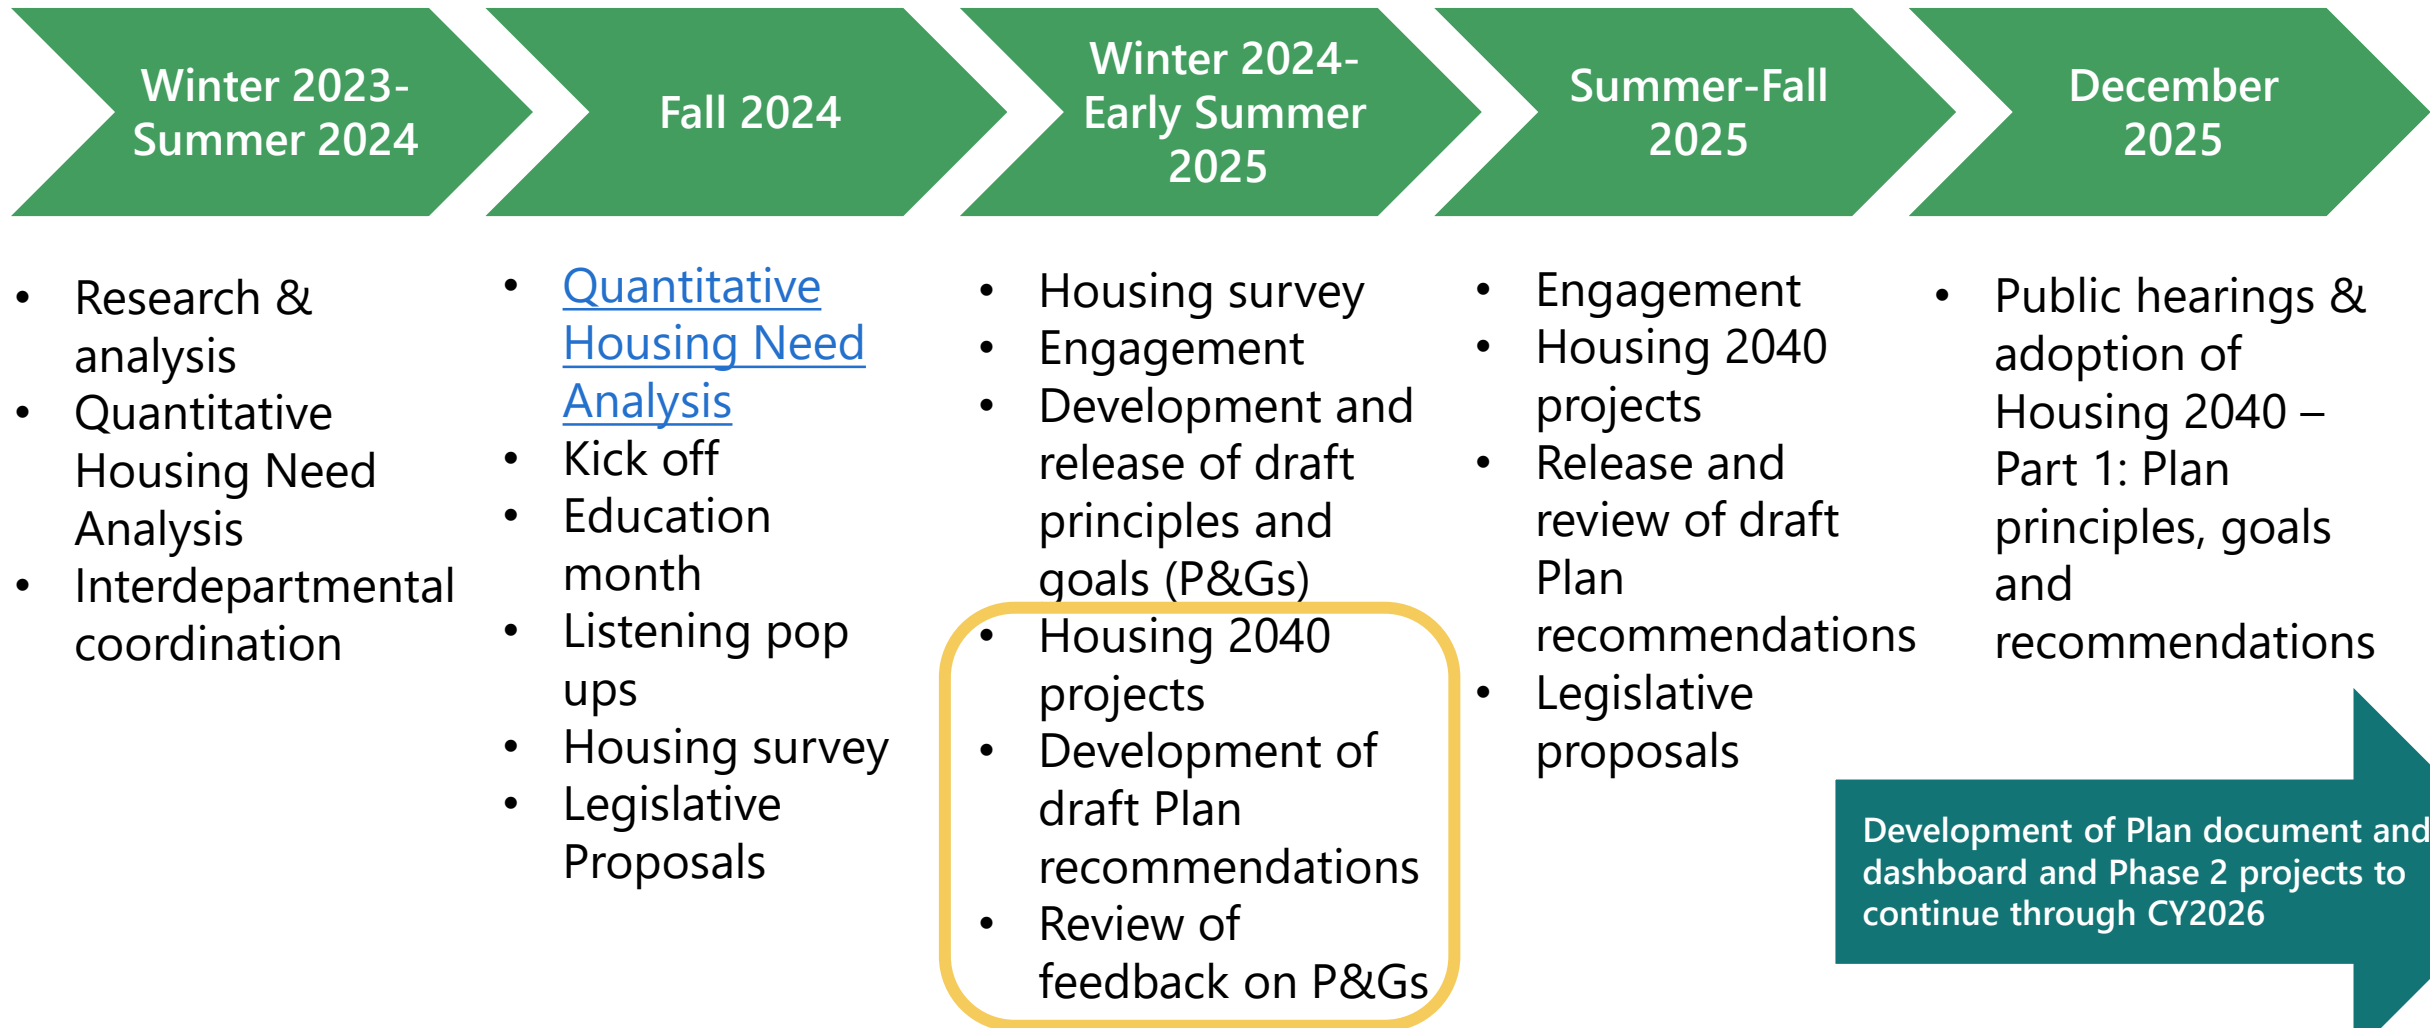 Winter 2023-
Summer 2024
Fall 2024
Winter 2024-
Early Summer
2025
Summer-Fall
2025
December
2025
• Research &
analysis
• Quantitative
Housing Need
Analysis
• Interdepartmental
coordination
• Quantitative
Housing Need
Analysis
• Kick off
• Education
month
• Listening pop
ups
• Housing survey
• Legislative
Proposals
• Housing survey
• Engagement
• Development and
release of draft
principles and
goals (P&Gs)
• Housing 2040
projects
• Development of
draft Plan
recommendations
• Review of
feedback on P&Gs
• Engagement
• Housing 2040
projects
• Release and
review of draft
Plan
recommendations
• Legislative
proposals
• Public hearings &
adoption of
Housing 2040 –
Part 1: Plan
principles, goals
and
recommendations
Development of Plan document and
dashboard and Phase 2 projects to
continue through CY2026